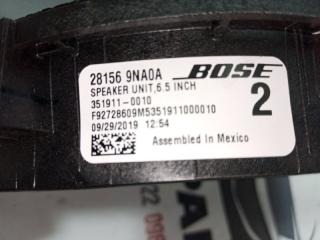 28156 9NA0A BOSE
SPEAKER UNIT,6.5 INCH
351911-0010
F92728609M5351911000010
09/29/2019 12:54
2
Assembled In Mexico